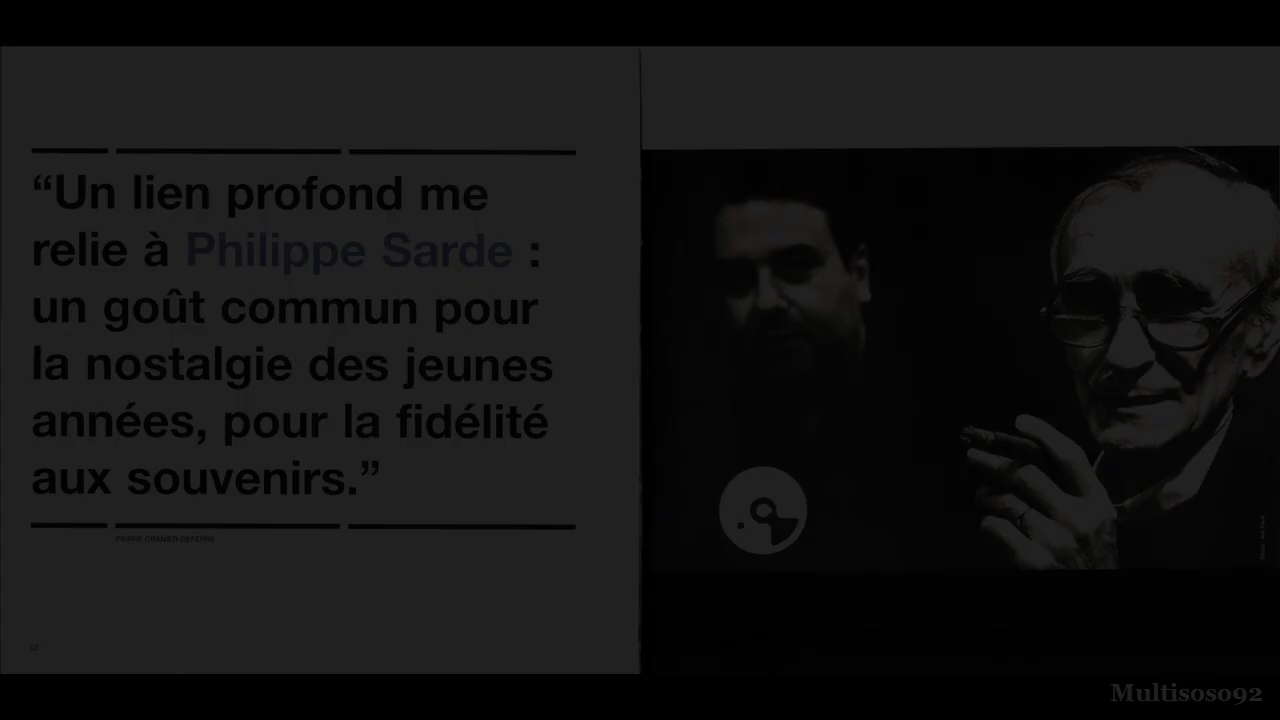 “Un lien profond me
relie à Philippe Sarde :
un goût commun pour
la nostalgie des jeunes
années, pour la fidélité
aux souvenirs.”
PIERRE GRANIER-DEFERRE
Multisoso92